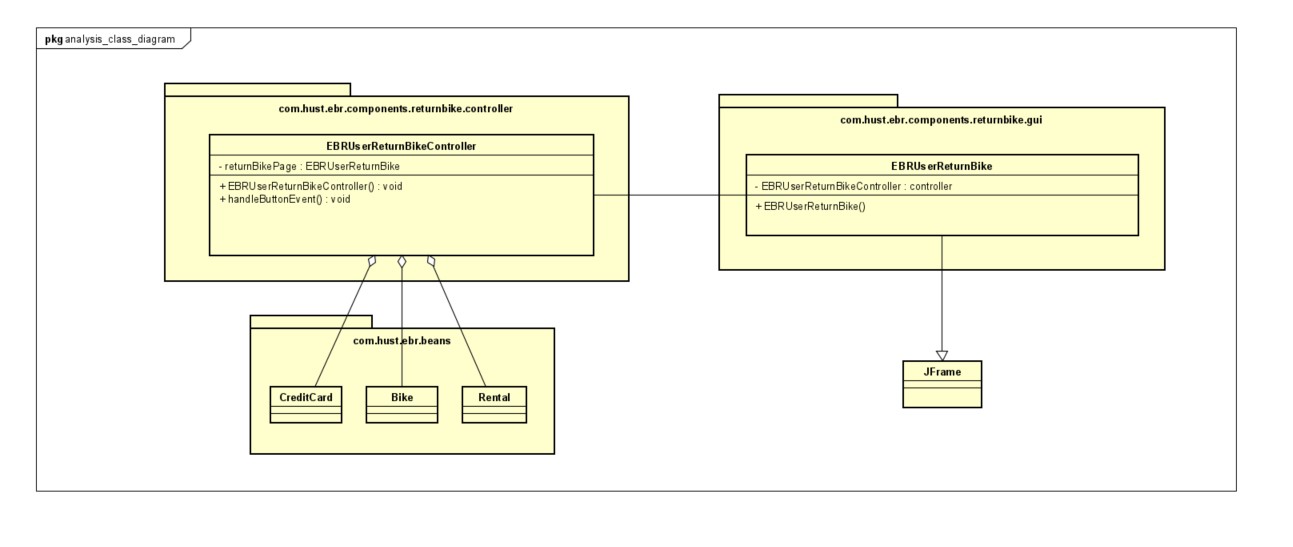 pkg analysis_class_diagram
com.hust.ebr.components.returnbike.controller
EBRUserReturnBikeController
- returnBikePage : EBRUserReturnBike
+ EBRUserReturnBikeController() : void
+ handleButtonEvent() : void
com.hust.ebr.components.returnbike.gui
EBRUserReturnBike
- EBRUserReturnBikeController : controller
+ EBRUserReturnBike()
com.hust.ebr.beans
CreditCard
Bike
Rental
JFrame